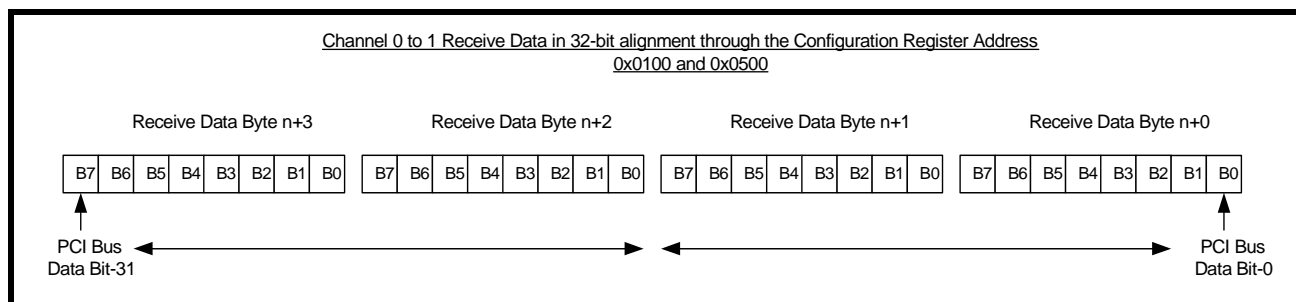 Channel 0 to 1 Receive Data in 32-bit alignment through the Configuration Register Address
0x0100 and 0x0500
Receive Data Byte n+3 Receive Data Byte n+2 Receive Data Byte n+1 Receive Data Byte n+0
B7 B6 B5 B4 B3 B2 B1 B0 B7 B6 B5 B4 B3 B2 B1 B0 B7 B6 B5 B4 B3 B2 B1 B0 B7 B6 B5 B4 B3 B2 B1 B0
PCI Bus PCI Bus
Data Bit-31 Data Bit-0